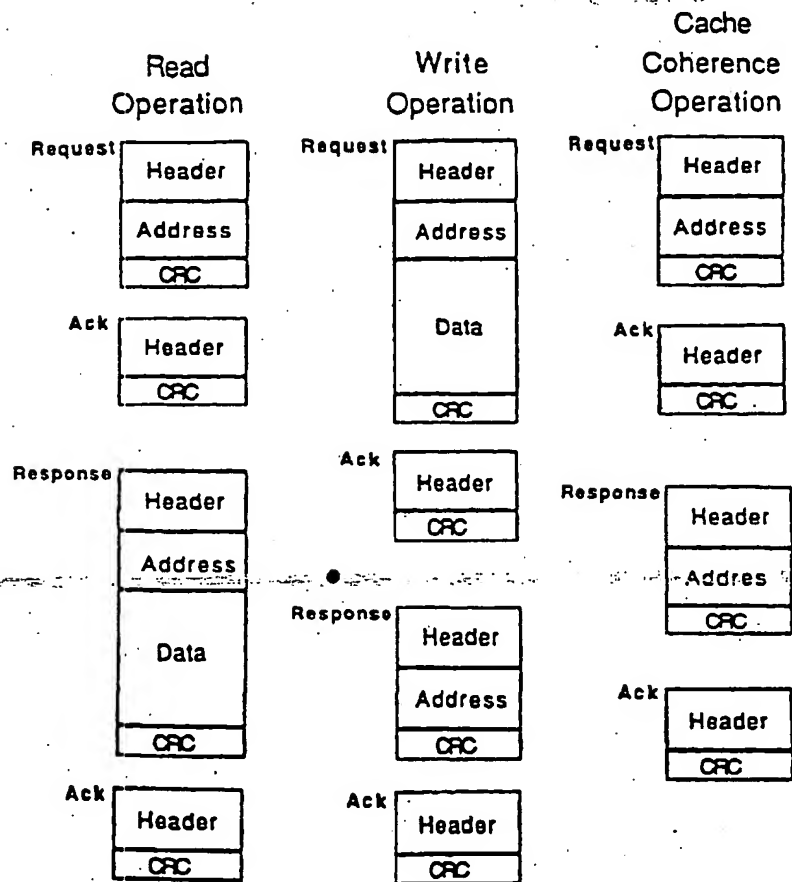 Read
Operation
Request
Header
Address
CRC
Ack
Header
CRC
Response
Header
Address
Data
CRC
Ack
Header
CRC
Write
Operation
Request
Header
Address
Data
CRC
Ack
Header
CRC
Response
Header
Address
CRC
Ack
Header
CRC
Cache
Coherence
Operation
Request
Header
Address
CRC
Ack
Header
CRC
Response
Header
Addres
CRC
Ack
Header
CRC